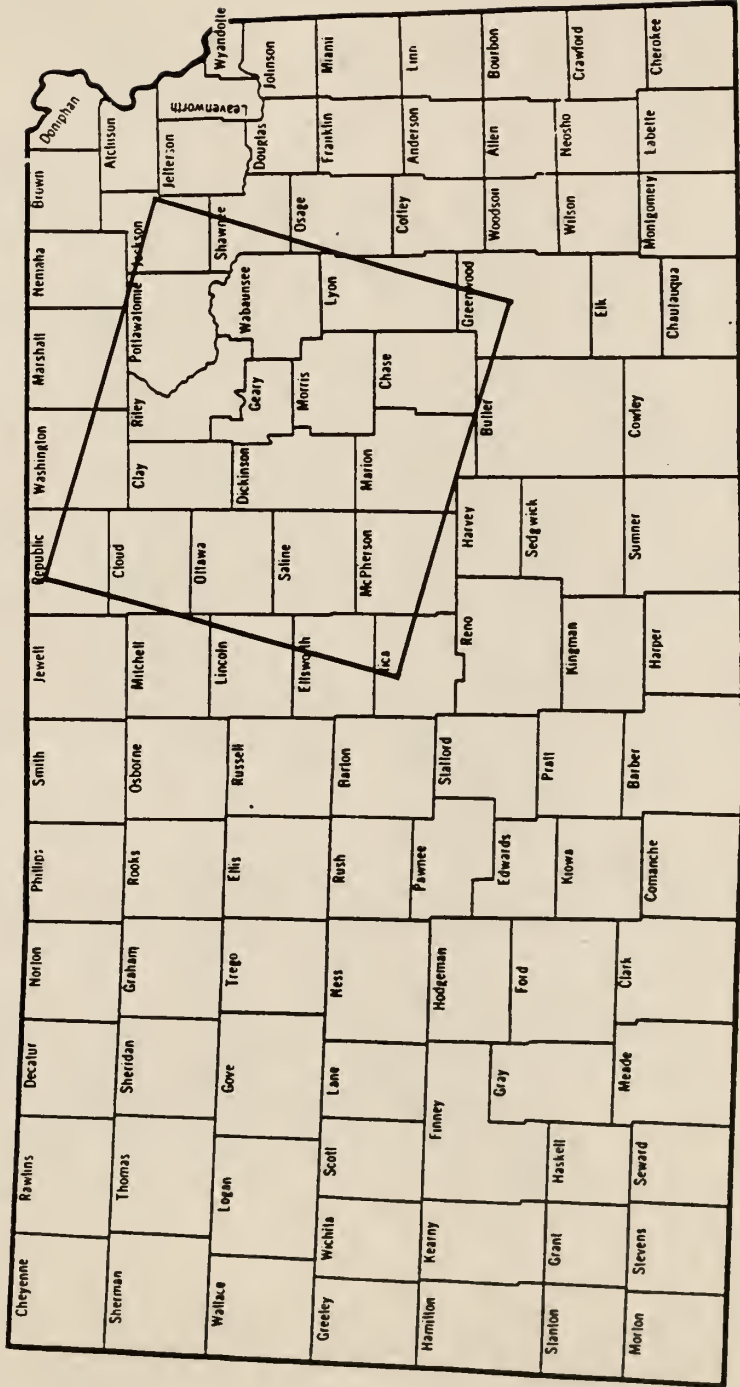 Cheyenne
Rawlins
Decatur
Norton
Phillips
Smith
Jewell
Republic
Washington
Marshall
Nemaha
Brown
Doniphan
Sherman
Thomas
Sheridan
Graham
Rooks
Osborne
Mitchell
Cloud
Clay
Riley
Pottawatomie
Jackson
Atchison
Jefferson
Leavenworth
Wyandotte
Wallace
Logan
Gove
Trego
Ellis
Russell
Lincoln
Ottawa
Saline
Dickinson
Geary
Wabaunsee
Shawnee
Douglas
Johnson
Greeley
Wichita
Scott
Lane
Ness
Rush
Barton
Ellsworth
McPherson
Marion
Morris
Chase
Lyon
Osage
Franklin
Miami
Hamilton
Kearny
Finney
Hodgeman
Pawnee
Stafford
Reno
Harvey
Butler
Greenwood
Coffey
Anderson
Linn
Gray
Ford
Edwards
Pratt
Kingman
Sedgwick
Woodson
Allen
Bourbon
Stanton
Grant
Haskell
Kiowa
Elk
Wilson
Neosho
Crawford
Morton
Stevens
Seward
Meade
Clark
Comanche
Barber
Harper
Sumner
Cowley
Chautauqua
Montgomery
Labette
Cherokee